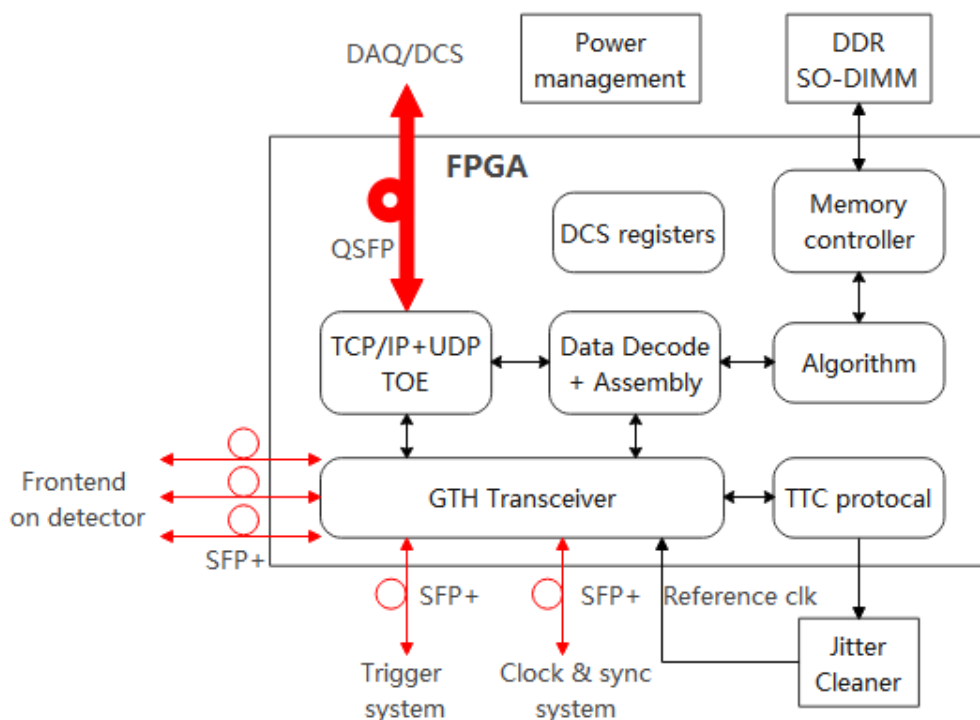 Power
management
DDR
SO-DIMM
DAQ/DCS
FPGA
QSFP
DCS registers
Memory
controller
TCP/IP+UDP
TOE
Data Decode
+ Assembly
Algorithm
Frontend
on detector
SFP+
GTH Transceiver
TTC protocal
SFP+
SFP+
Reference clk
Trigger
system
Clock & sync
system
Jitter
Cleaner